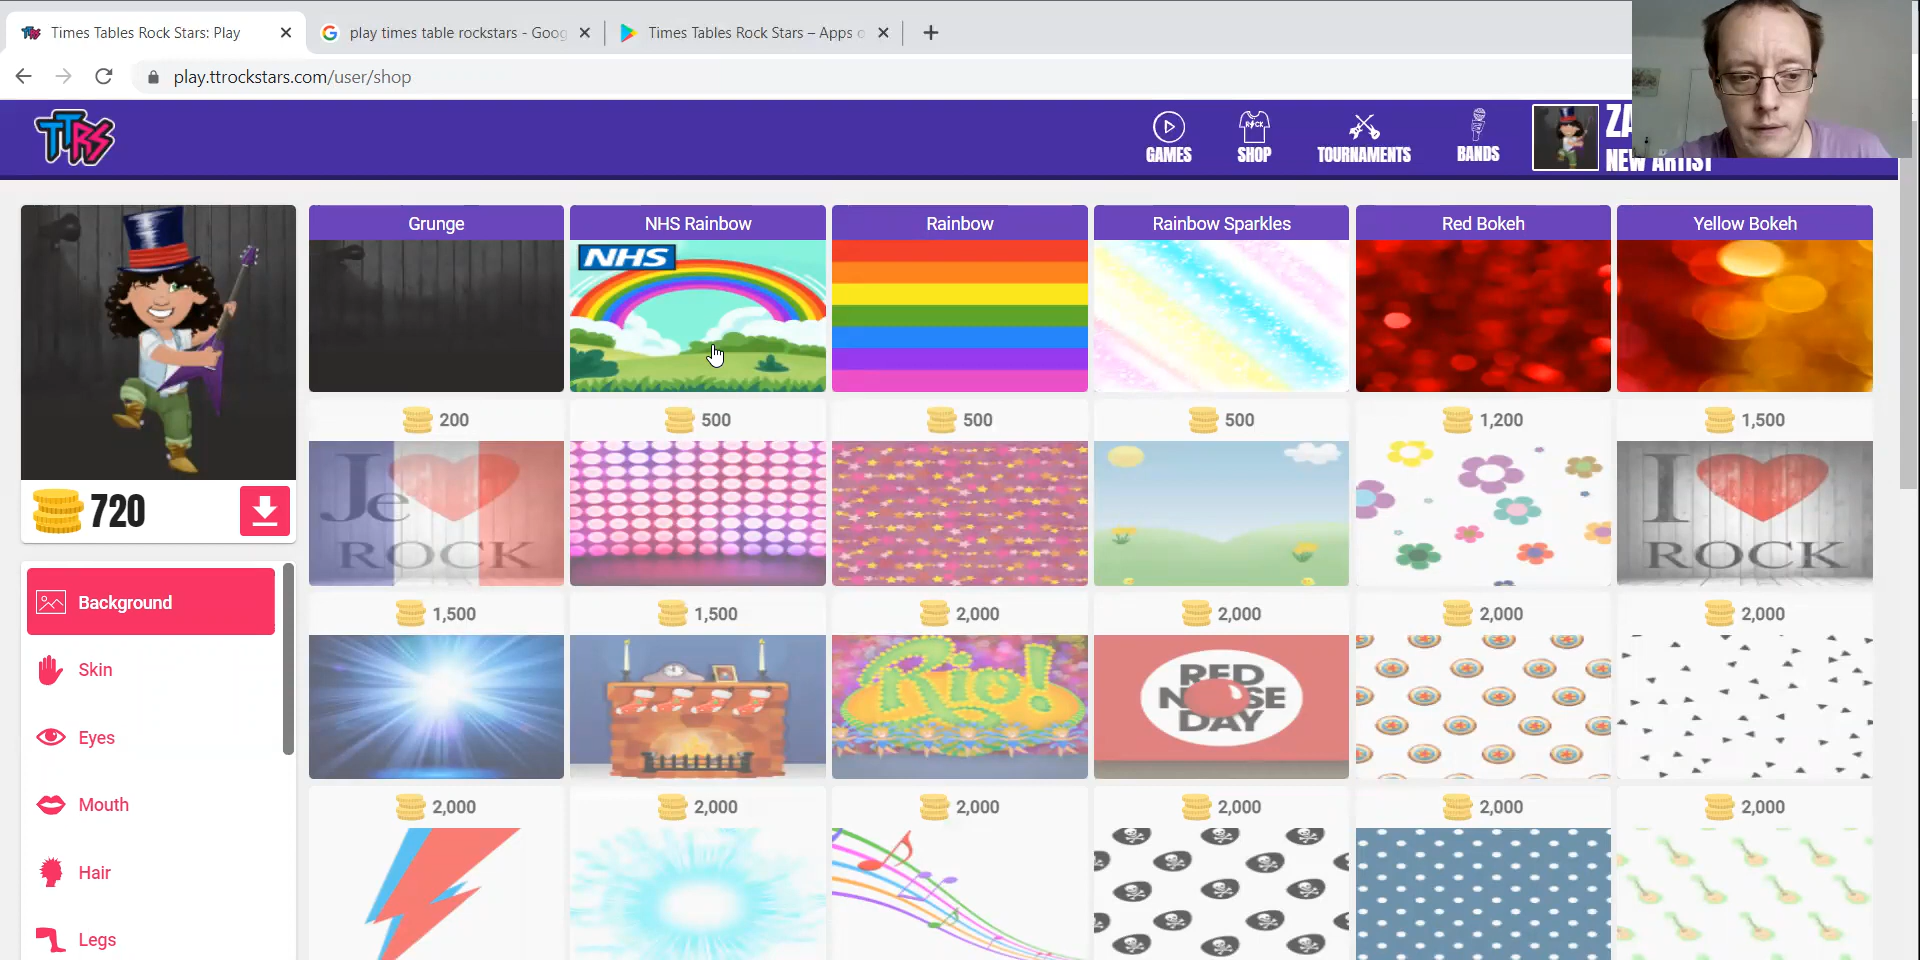 Times Tables Rock Stars: Play
play times table rockstars - Goog
Times Tables Rock Stars – Apps o
play.ttrockstars.com/user/shop
TTRS
GAMES
ROCK
SHOP
TOURNAMENTS
BANDS
ZA
NEW ARTIST
Grunge
NHS Rainbow
Rainbow
Rainbow Sparkles
Red Bokeh
Yellow Bokeh
NHS
200
500
500
500
1,200
1,500
720
Je
ROCK
I
ROCK
Background
1,500
1,500
2,000
2,000
2,000
2,000
Skin
Rio!
RED
NOSE
DAY
Eyes
Mouth
2,000
2,000
2,000
2,000
2,000
2,000
Hair
Legs